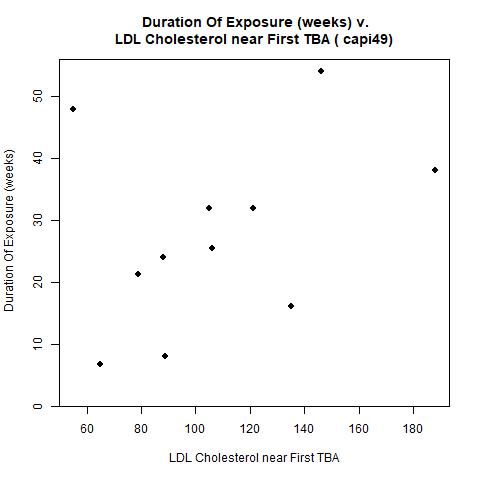 Duration Of Exposure (weeks) v.
LDL Cholesterol near First TBA ( capi49)
Duration Of Exposure (weeks)
50
40
30
20
10
0
60 80 100 120 140 160 180
LDL Cholesterol near First TBA